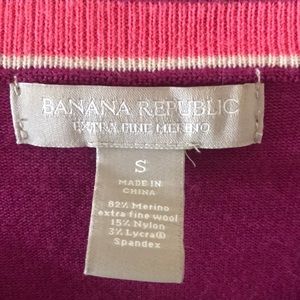 BANANA REPUBLIC
EXTRA FINE MERINO
S
MADE IN
CHINA
82% Merino
extra fine wool
15% Nylon
3% Lycra®
Spandex